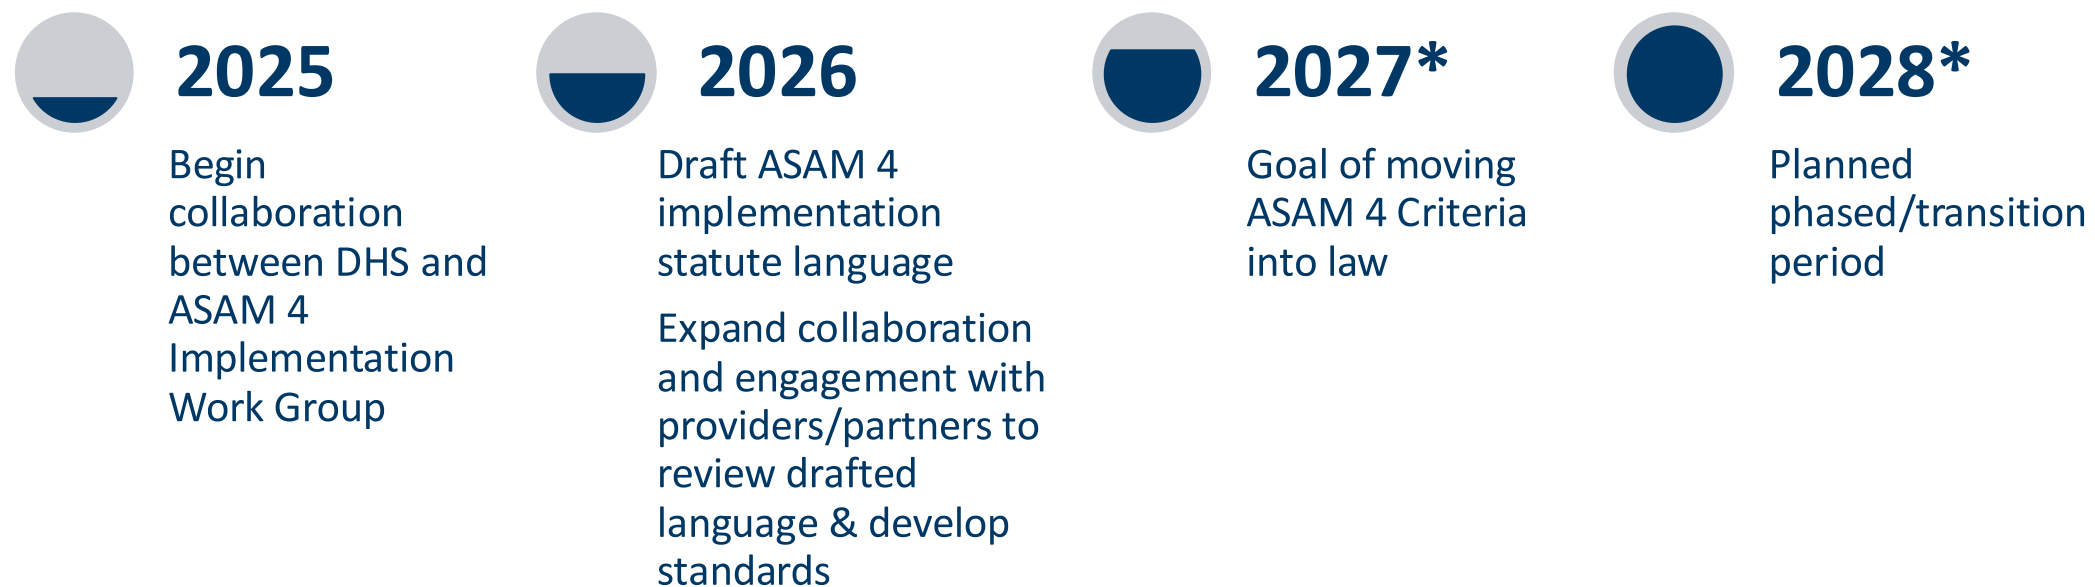 2025
Begin
collaboration
between DHS and
ASAM 4
Implementation
Work Group
2026
Draft ASAM 4
implementation
statute language
Expand collaboration
and engagement with
providers/partners to
review drafted
language & develop
standards
2027*
Goal of moving
ASAM 4 Criteria
into law
2028*
Planned
phased/transition
period